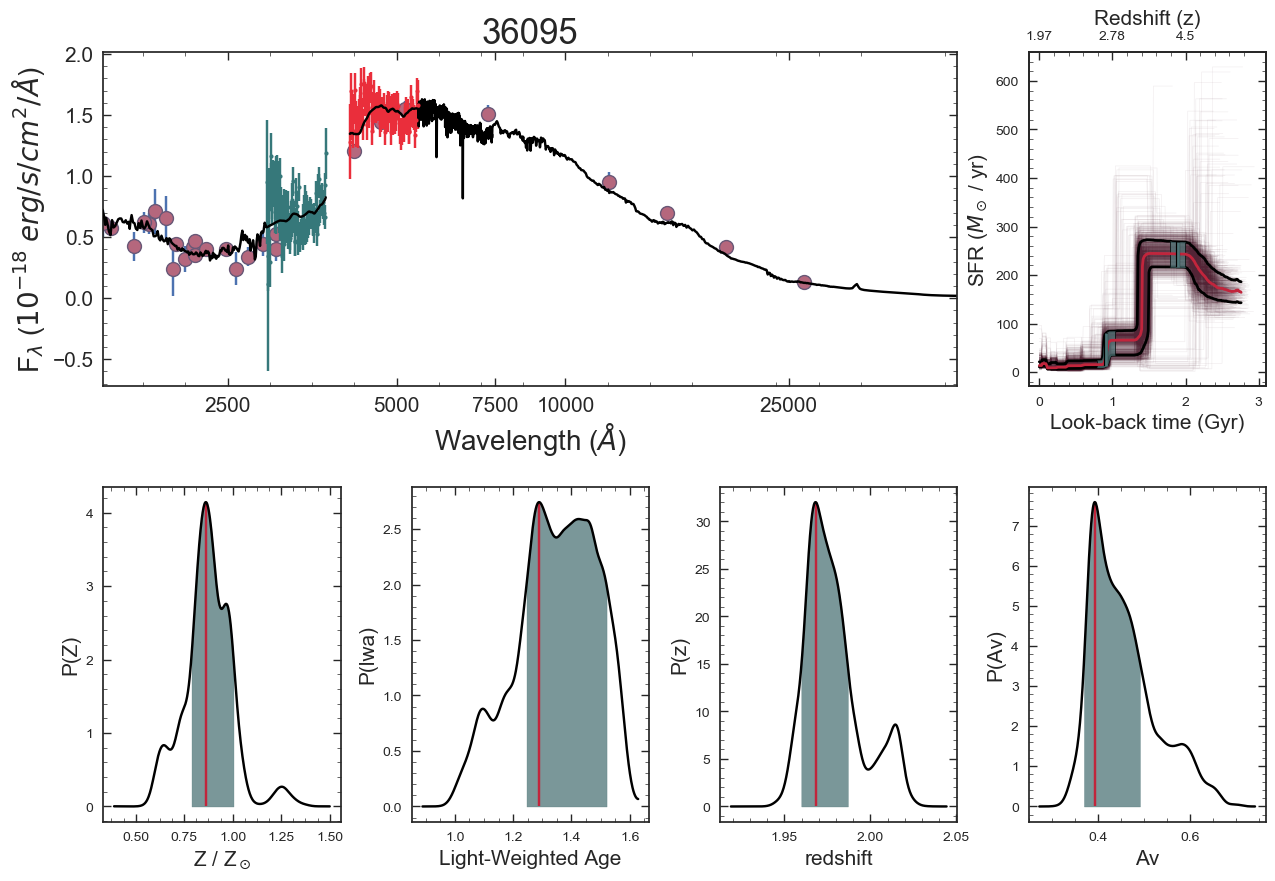 36095
2.0
1.5
1.0
0.5
0.0
−0.5
F_λ (10^{−18} erg/s/cm^2/Å)
2500 5000 7500 10000 25000
Wavelength (Å)
Redshift (z)
1.97 2.78 4.5
600
500
400
300
200
100
0
SFR (M_⊙ / yr)
0 1 2 3
Look-back time (Gyr)
4
3
2
1
0
P(Z)
0.50 0.75 1.00 1.25 1.50
Z / Z_⊙
2.5
2.0
1.5
1.0
0.5
0.0
P(lwa)
1.0 1.2 1.4 1.6
Light-Weighted Age
30
25
20
15
10
5
0
P(z)
1.95 2.00 2.05
redshift
7
6
5
4
3
2
1
0
P(Av)
0.4 0.6
Av